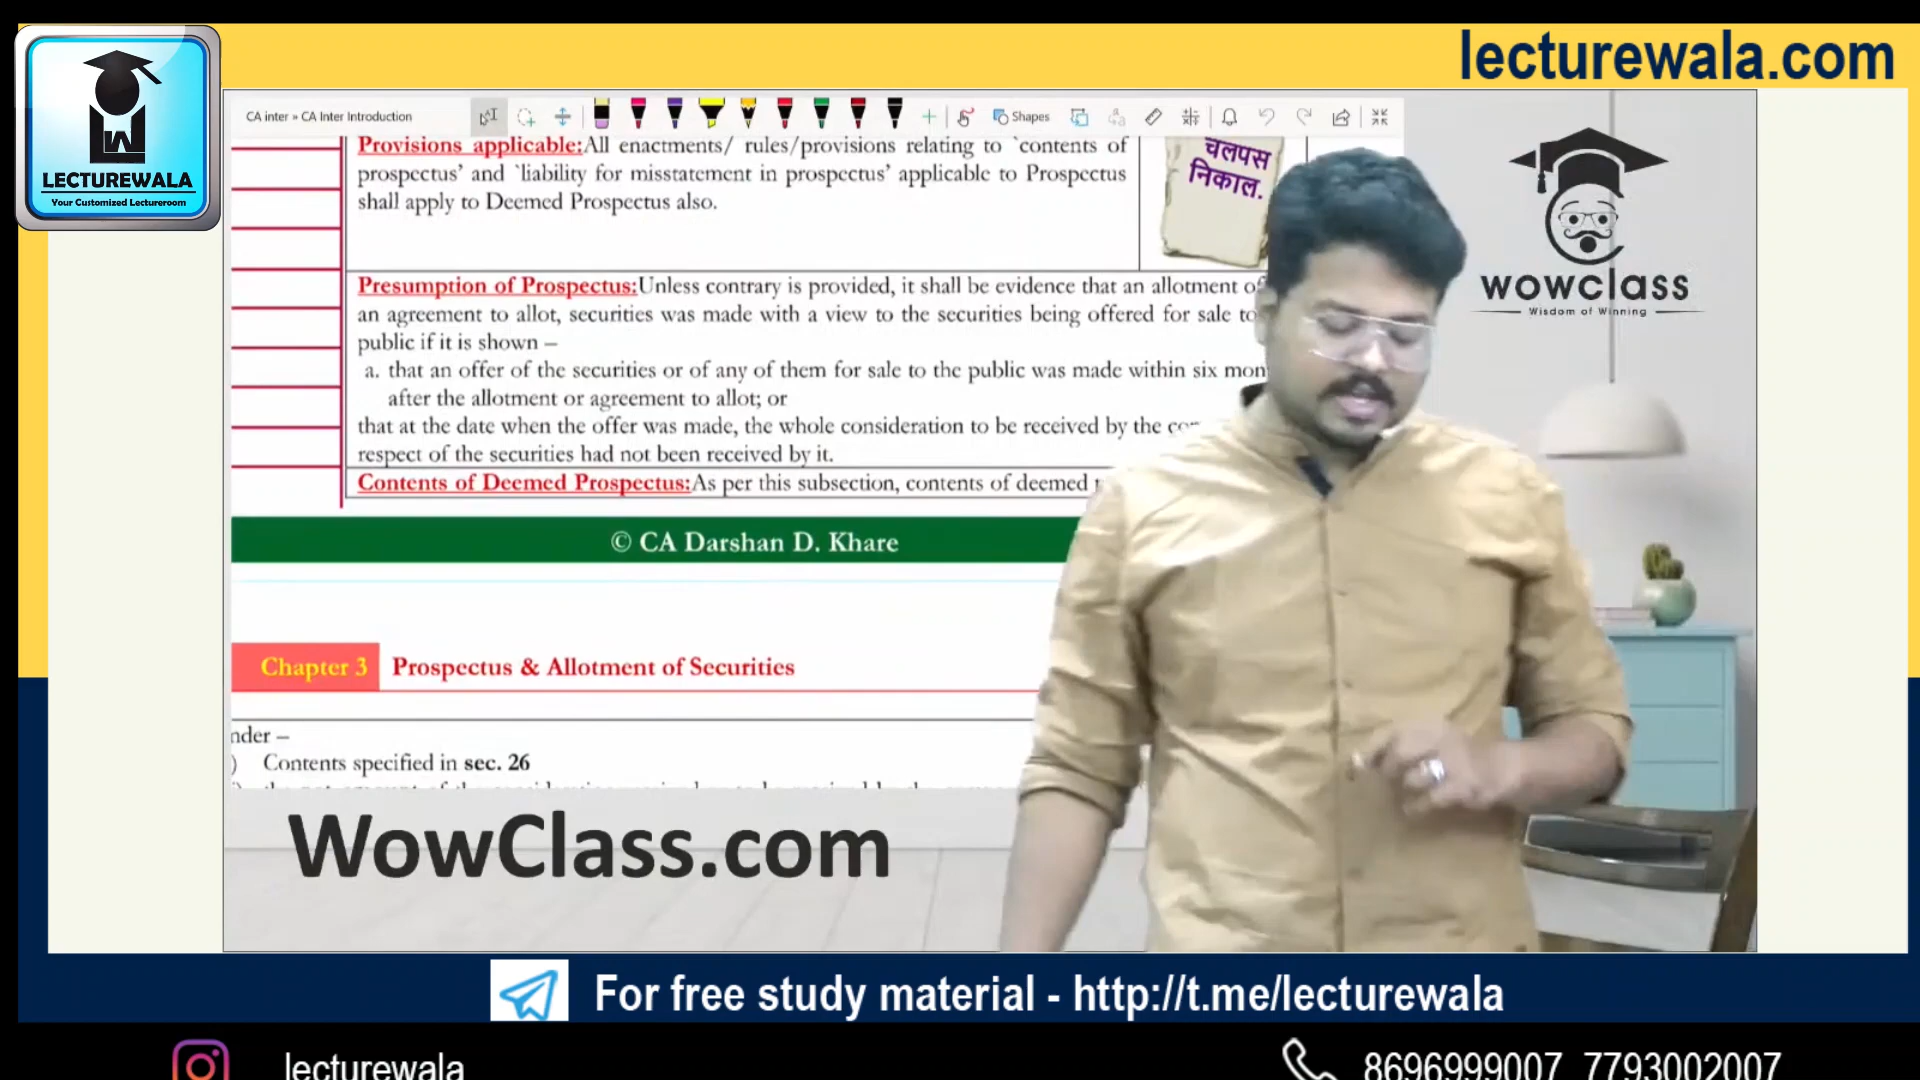 lecturewala.com
LW
LECTUREWALA
Your Customized Lectureroom
CA inter » CA Inter Introduction
Shapes
Provisions applicable:All enactments/ rules/provisions relating to `contents of
prospectus' and `liability for misstatement in prospectus' applicable to Prospectus
shall apply to Deemed Prospectus also.
चलपस
निकाल.
Presumption of Prospectus:Unless contrary is provided, it shall be evidence that an allotment of
an agreement to allot, securities was made with a view to the securities being offered for sale to
public if it is shown –
a. that an offer of the securities or of any of them for sale to the public was made within six mon
after the allotment or agreement to allot; or
that at the date when the offer was made, the whole consideration to be received by the
respect of the securities had not been received by it.
Contents of Deemed Prospectus:As per this subsection, contents of deemed
© CA Darshan D. Khare
Chapter 3 Prospectus & Allotment of Securities
nder –
) Contents specified in sec. 26
wowclass
Wisdom of Winning
WowClass.com
For free study material - http://t.me/lecturewala
lecturewala
8696999007, 7793002007